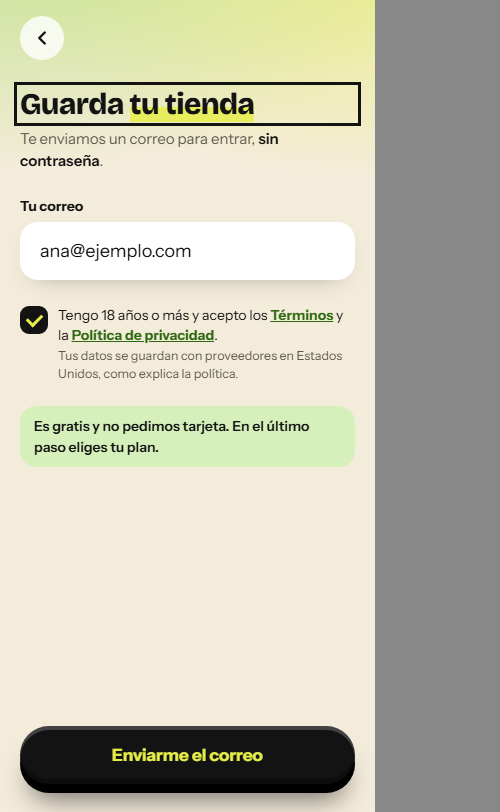 Guarda tu tienda
Te enviamos un correo para entrar, sin
contraseña.
Tu correo
ana@ejemplo.com
Tengo 18 años o más y acepto los Términos y
la Política de privacidad.
Tus datos se guardan con proveedores en Estados
Unidos, como explica la política.
Es gratis y no pedimos tarjeta. En el último
paso eliges tu plan.
Enviarme el correo